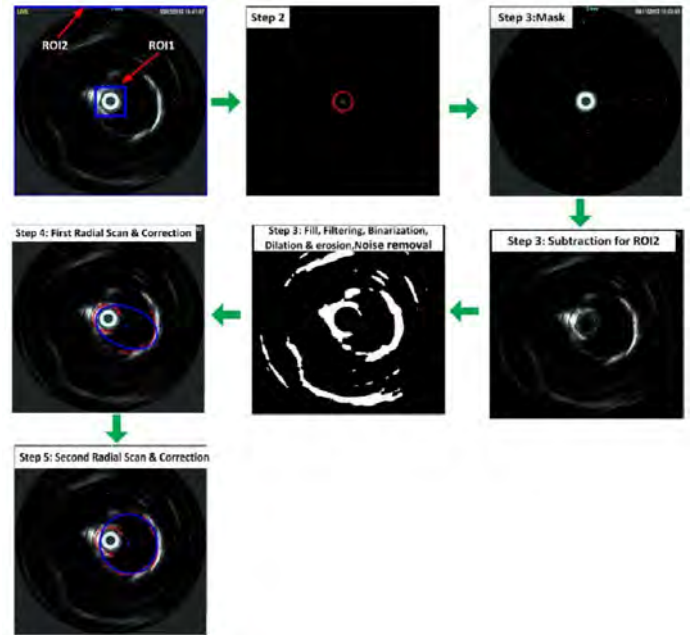 LIVE
ROI2
ROI1
Step 2
Step 3:Mask
Step 4: First Radial Scan & Correction
Step 3: Fill, Filtering, Binarization,
Dilation & erosion,Noise removal
Step 3: Subtraction for ROI2
Step 5: Second Radial Scan & Correction